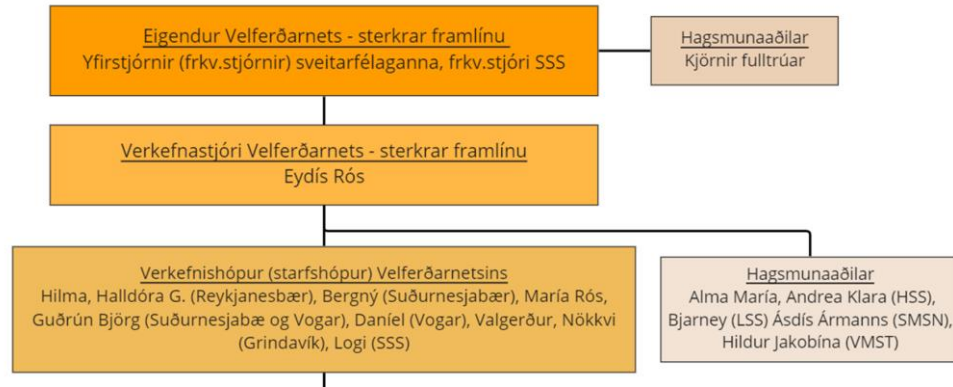 Eigendur Velferðarnets - sterkrar framlínu
Yfirstjórnir (frkv.stjórnir) sveitarfélaganna, frkv.stjóri SSS
Hagsmunaaðilar
Kjörnir fulltrúar
Verkefnastjóri Velferðarnets - sterkrar framlínu
Eydís Rós
Verkefnishópur (starfshópur) Velferðarnetsins
Hilma, Halldóra G. (Reykjanesbær), Bergný (Suðurnesjabær), María Rós,
Guðrún Björg (Suðurnesjabæ og Vogar), Daníel (Vogar), Valgerður, Nökkvi
(Grindavík), Logi (SSS)
Hagsmunaaðilar
Alma María, Andrea Klara (HSS),
Bjarney (LSS) Ásdís Ármanns (SMSN),
Hildur Jakobína (VMST)